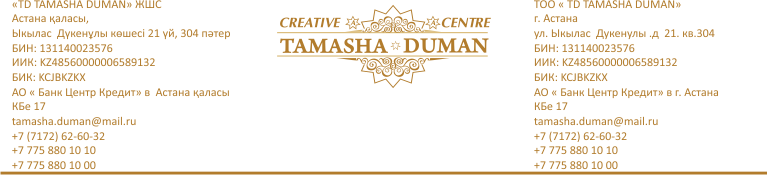 «TD TAMASHA DUMAN» ЖШС
Астана қаласы,
Ықылас Дүкенұлы көшесі 21 үй, 304 пәтер
БИН: 131140023576
ИИК: KZ48560000006589132
БИК: KCJBKZKX
АО « Банк Центр Кредит» в Астана қаласы
КБе 17
tamasha.duman@mail.ru
+7 (7172) 62-60-32
+7 775 880 10 10
+7 775 880 10 00
CREATIVE CENTRE
TAMASHA DUMAN
ТОО « TD TAMASHA DUMAN»
г. Астана
ул. Ыкылас Дукенулы .д 21. кв.304
БИН: 131140023576
ИИК: KZ48560000006589132
БИК: KCJBKZKX
АО « Банк Центр Кредит» в г. Астана
КБе 17
tamasha.duman@mail.ru
+7 (7172) 62-60-32
+7 775 880 10 10
+7 775 880 10 00